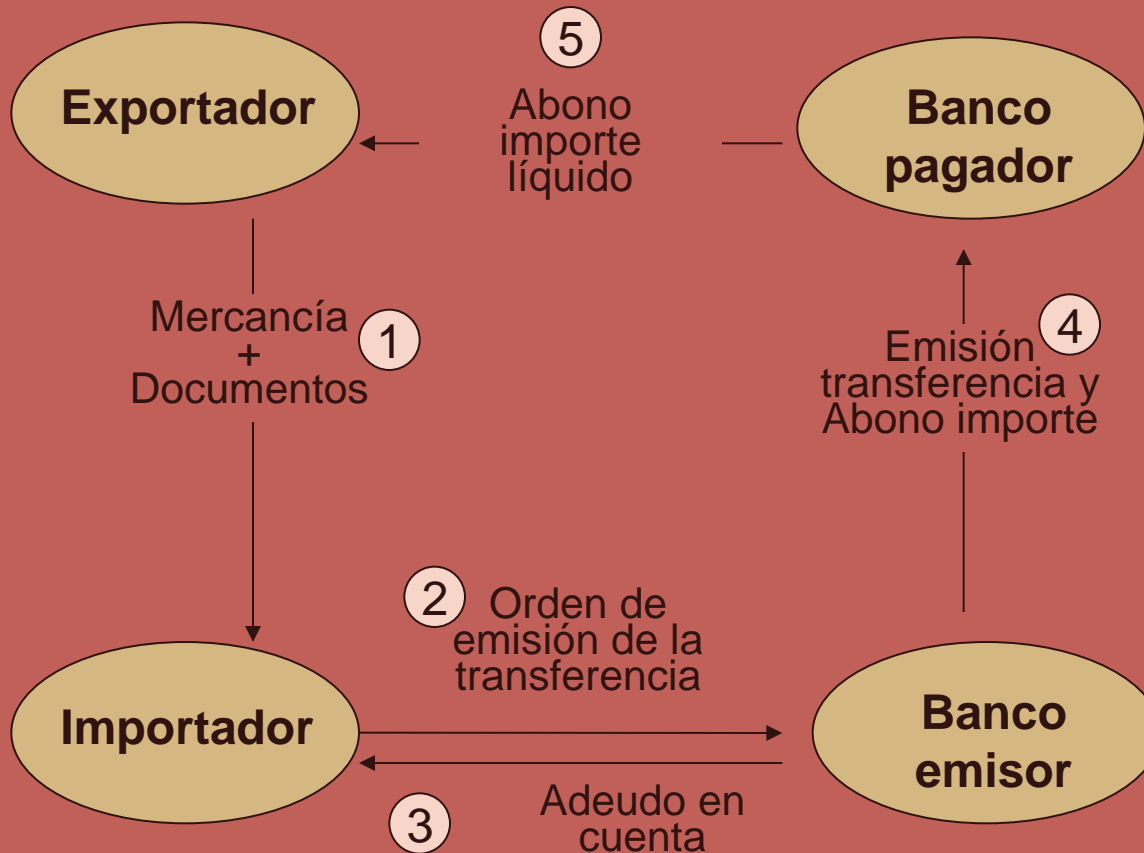 5
Exportador
Abono
importe
líquido
Banco
pagador
Mercancía
+
Documentos
1
4
Emisión
transferencia y
Abono importe
2
Orden de
emisión de la
transferencia
Importador
Banco
emisor
3
Adeudo en
cuenta